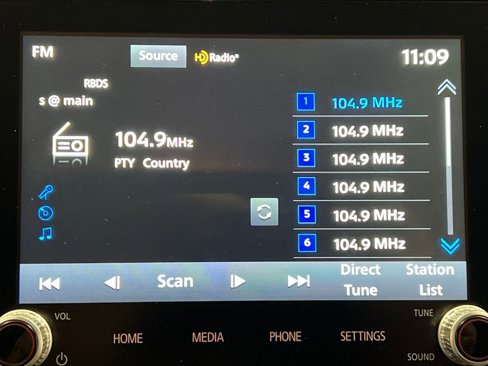 FM
Source
HD Radio®
11:09
RBDS
s @ main
104.9 MHz
PTY Country
1 104.9 MHz
2 104.9 MHz
3 104.9 MHz
4 104.9 MHz
5 104.9 MHz
6 104.9 MHz
Scan
Direct Tune
Station List
VOL
HOME
MEDIA
PHONE
SETTINGS
TUNE
SOUND